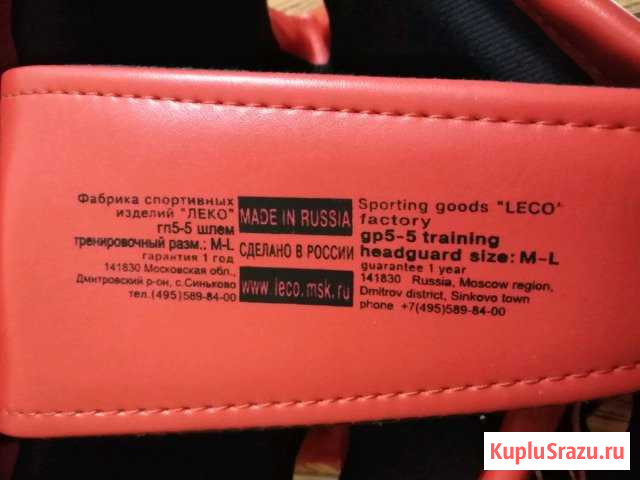 Фабрика спортивных
изделий "ЛЕКО"
гп5-5 шлем
тренировочный разм.: M-L
гарантия 1 год
141830 Московская обл.,
Дмитровский р-он, с.Синьково
тел.(495)589-84-00
MADE IN RUSSIA
СДЕЛАНО В РОССИИ
www.leco.msk.ru
Sporting goods "LECO"
factory
gp5-5 training
headguard size: M-L
guarantee 1 year
141830 Russia, Moscow region,
Dmitrov district, Sinkovo town
phone +7(495)589-84-00
KupluSrazu.ru